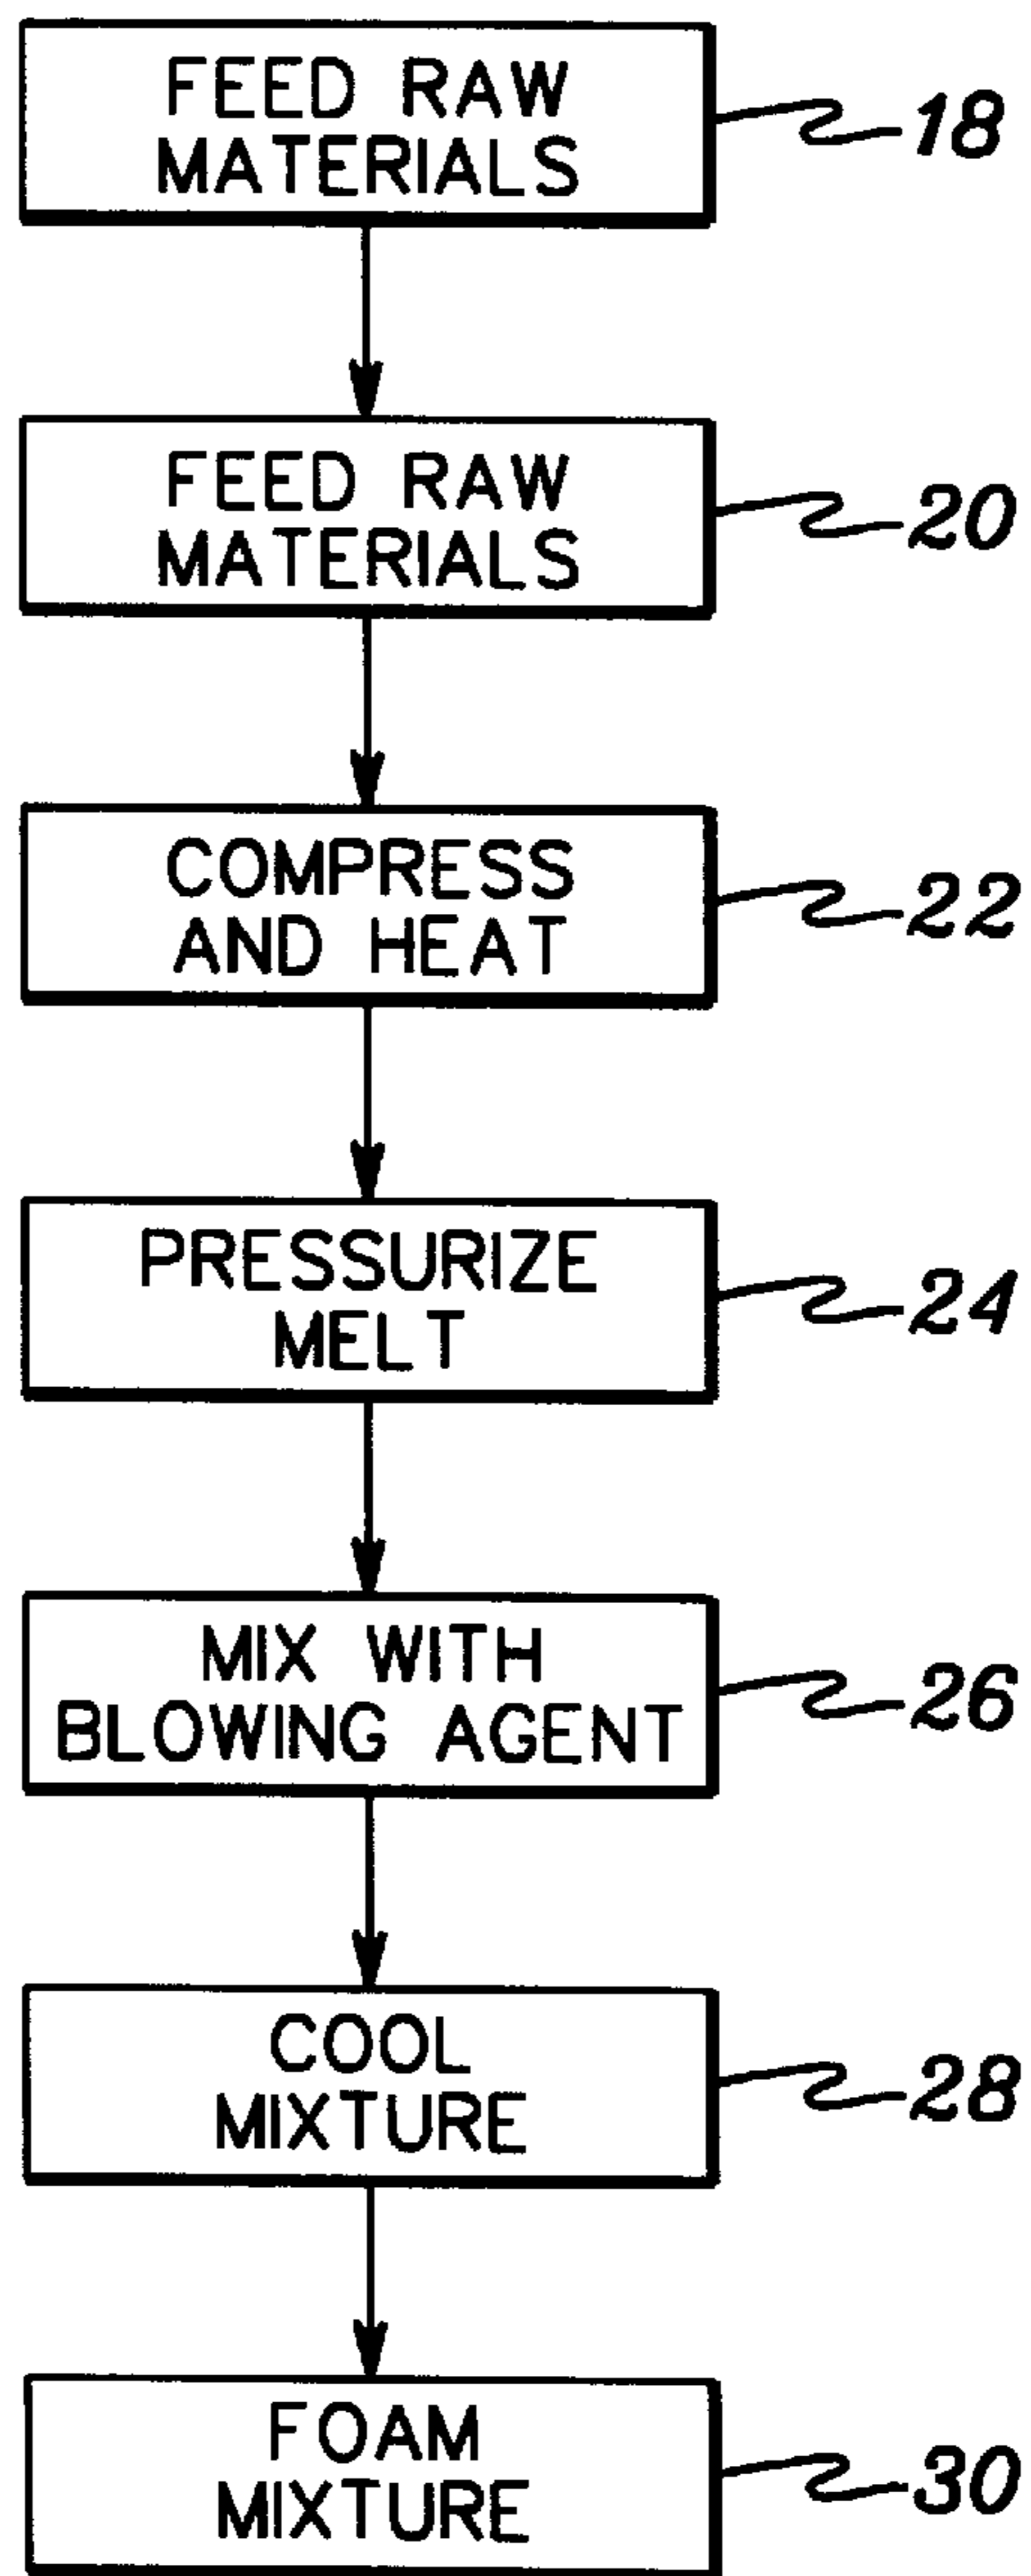 FEED RAW
MATERIALS
18
FEED RAW
MATERIALS
20
COMPRESS
AND HEAT
22
PRESSURIZE
MELT
24
MIX WITH
BLOWING AGENT
26
COOL
MIXTURE
28
FOAM
MIXTURE
30